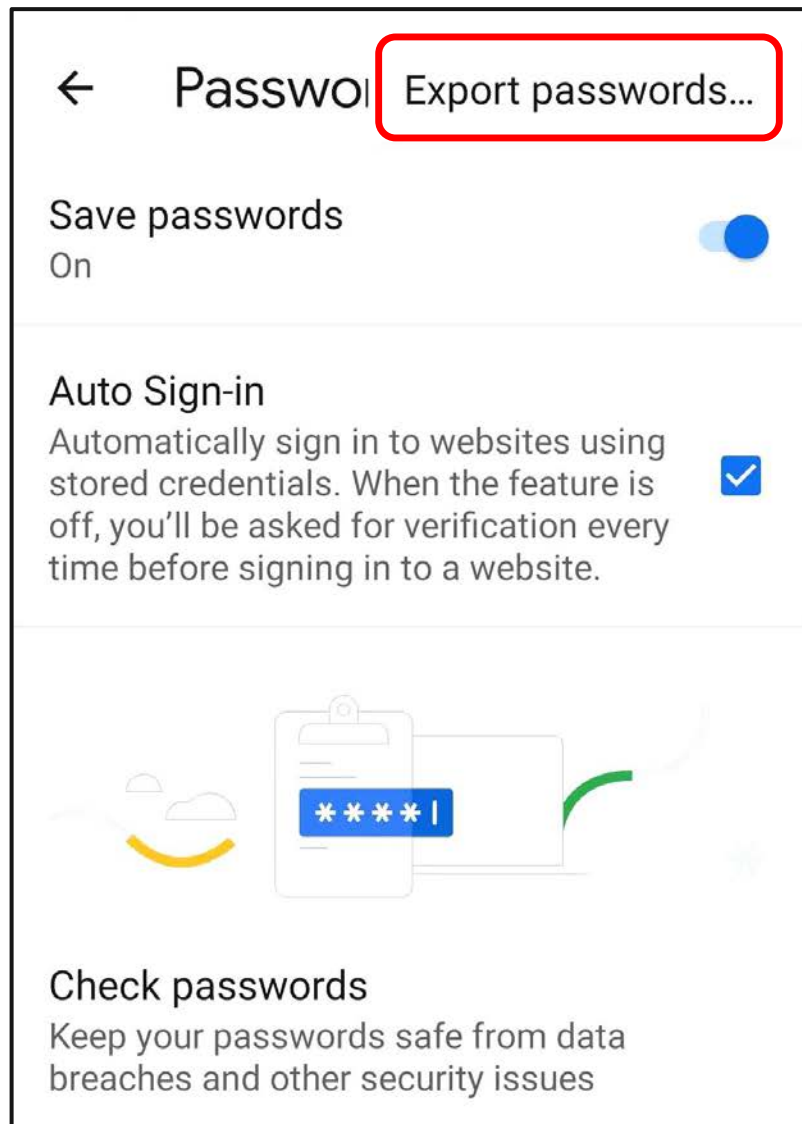 Passwo
Export passwords...
Save passwords
On
Auto Sign-in
Automatically sign in to websites using
stored credentials. When the feature is
off, you’ll be asked for verification every
time before signing in to a website.
****|
Check passwords
Keep your passwords safe from data
breaches and other security issues